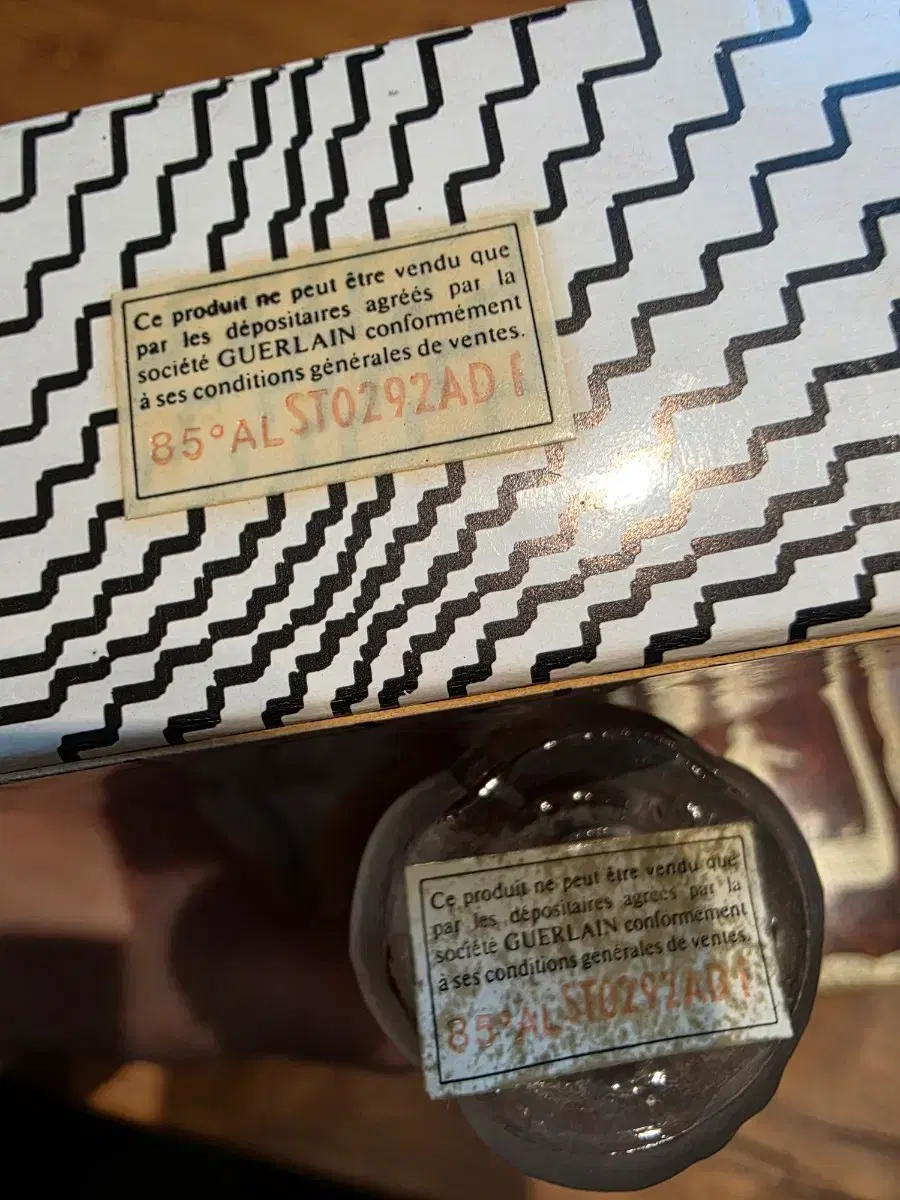 Ce produit ne peut être vendu que
par les dépositaires agréés par la
société GUERLAIN conformément
à ses conditions générales de ventes.
85°AL ST0292AD1
Ce produit ne peut être vendu que
par les dépositaires agréés par la
société GUERLAIN conformément
à ses conditions générales de ventes.
85°AL ST0292AD1